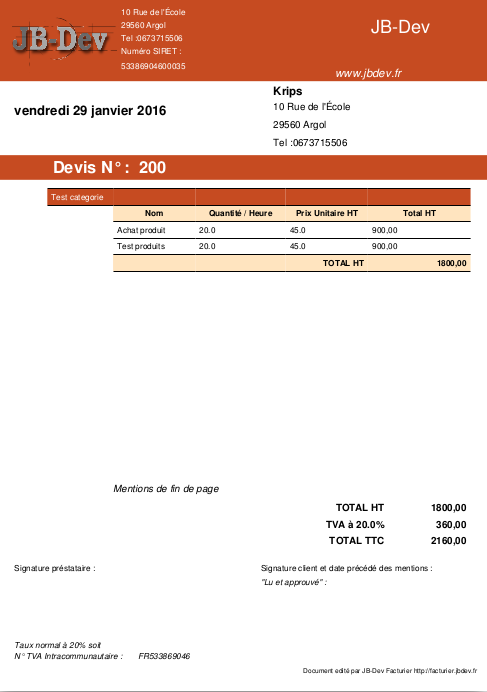 JB-Dev
10 Rue de l'École
29560 Argol
Tel :0673715506
Numéro SIRET :
53386904600035
JB-Dev
www.jbdev.fr
vendredi 29 janvier 2016
Krips
10 Rue de l'École
29560 Argol
Tel :0673715506
Devis N° : 200
Test categorie
Nom Quantité / Heure Prix Unitaire HT Total HT
Achat produit 20.0 45.0 900,00
Test produits 20.0 45.0 900,00
TOTAL HT 1800,00
Mentions de fin de page
TOTAL HT 1800,00
TVA à 20.0% 360,00
TOTAL TTC 2160,00
Signature préstataire :
Signature client et date précédé des mentions :
"Lu et approuvé" :
Taux normal à 20% soit
N° TVA Intracommunautaire : FR533869046
Document edité par JB-Dev Facturier http://facturier.jbdev.fr